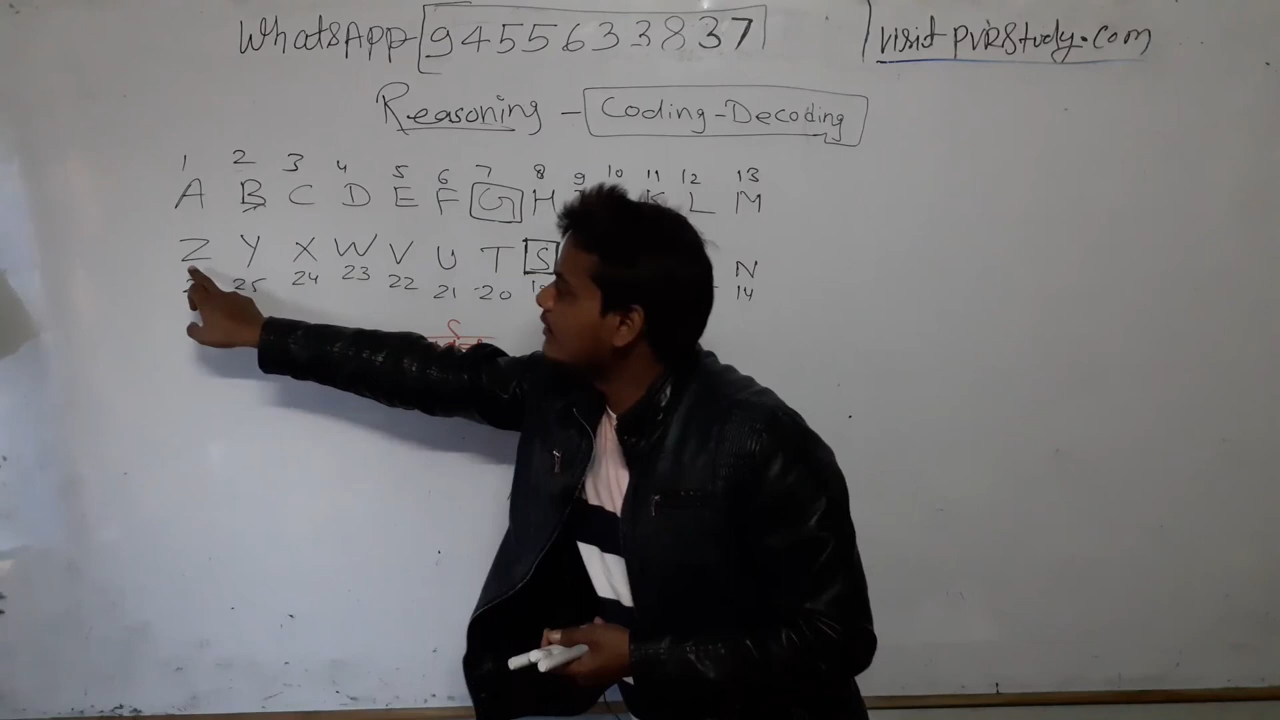 WhatsApp-9455633837
visit pvrstudy.com
Reasoning - Coding-Decoding
1 2 3 4 5 6 7 8 9 10 11 12 13
A B C D E F G H K L M
Z Y X W V U T S N
25 24 23 22 21 20 14
S